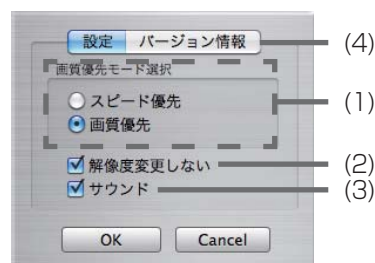 設定 バージョン情報 (4)
画質優先モード選択
スピード優先 (1)
画質優先
解像度変更しない (2)
サウンド (3)
OK Cancel